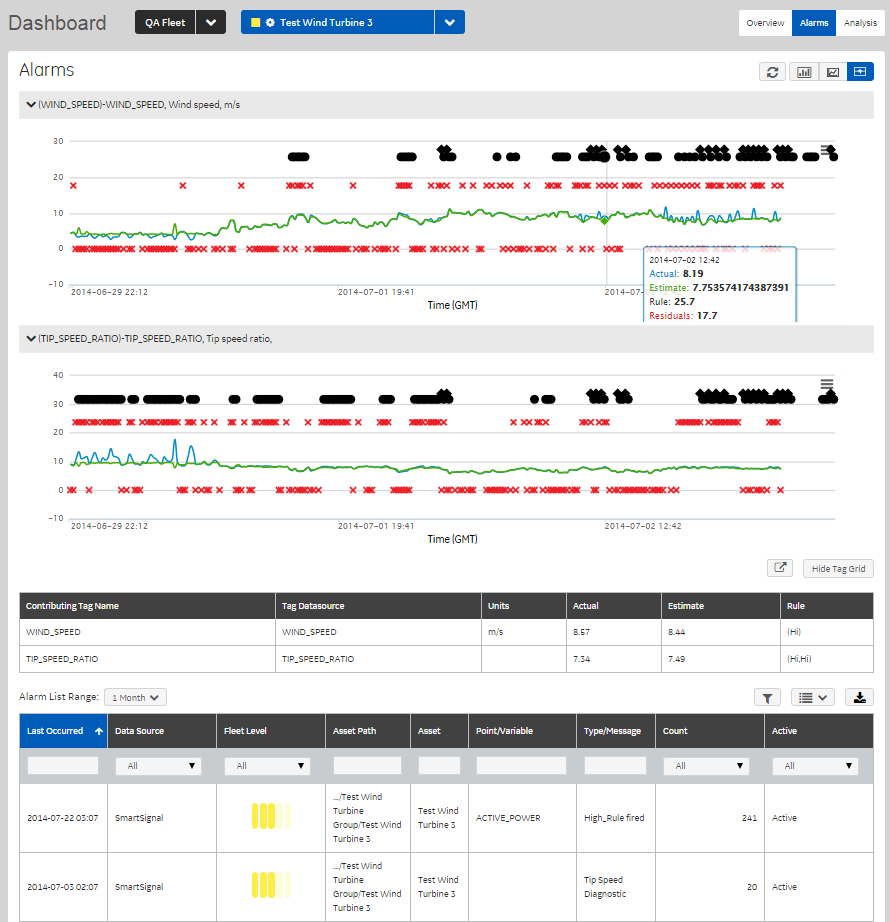 Dashboard QA Fleet Test Wind Turbine 3 Overview Alarms Analysis
Alarms
(WIND_SPEED)-WIND_SPEED, Wind speed, m/s
30
20
10
0
-10
2014-06-29 22:12 2014-07-01 19:41 2014-07-
Time (GMT)
2014-07-02 12:42
Actual: 8.19
Estimate: 7.753574174387391
Rule: 25.7
Residuals: 17.7
(TIP_SPEED_RATIO)-TIP_SPEED_RATIO, Tip speed ratio,
40
30
20
10
0
-10
2014-06-29 22:12 2014-07-01 19:41 2014-07-02 12:42
Time (GMT)
Hide Tag Grid
Contributing Tag Name Tag Datasource Units Actual Estimate Rule
WIND_SPEED WIND_SPEED m/s 8.57 8.44 (Hi)
TIP_SPEED_RATIO TIP_SPEED_RATIO 7.34 7.49 (Hi,Hi)
Alarm List Range: 1 Month
Last Occurred Data Source Fleet Level Asset Path Asset Point/Variable Type/Message Count Active
All All All All
.../Test Wind
Turbine Test Wind
2014-07-22 03:07 SmartSignal Group/Test Wind Turbine 3 ACTIVE_POWER High_Rule fired 241 Active
Turbine 3
.../Test Wind
Turbine Test Wind Tip Speed
2014-07-03 02:07 SmartSignal Group/Test Wind Turbine 3 Diagnostic 20 Active
Turbine 3